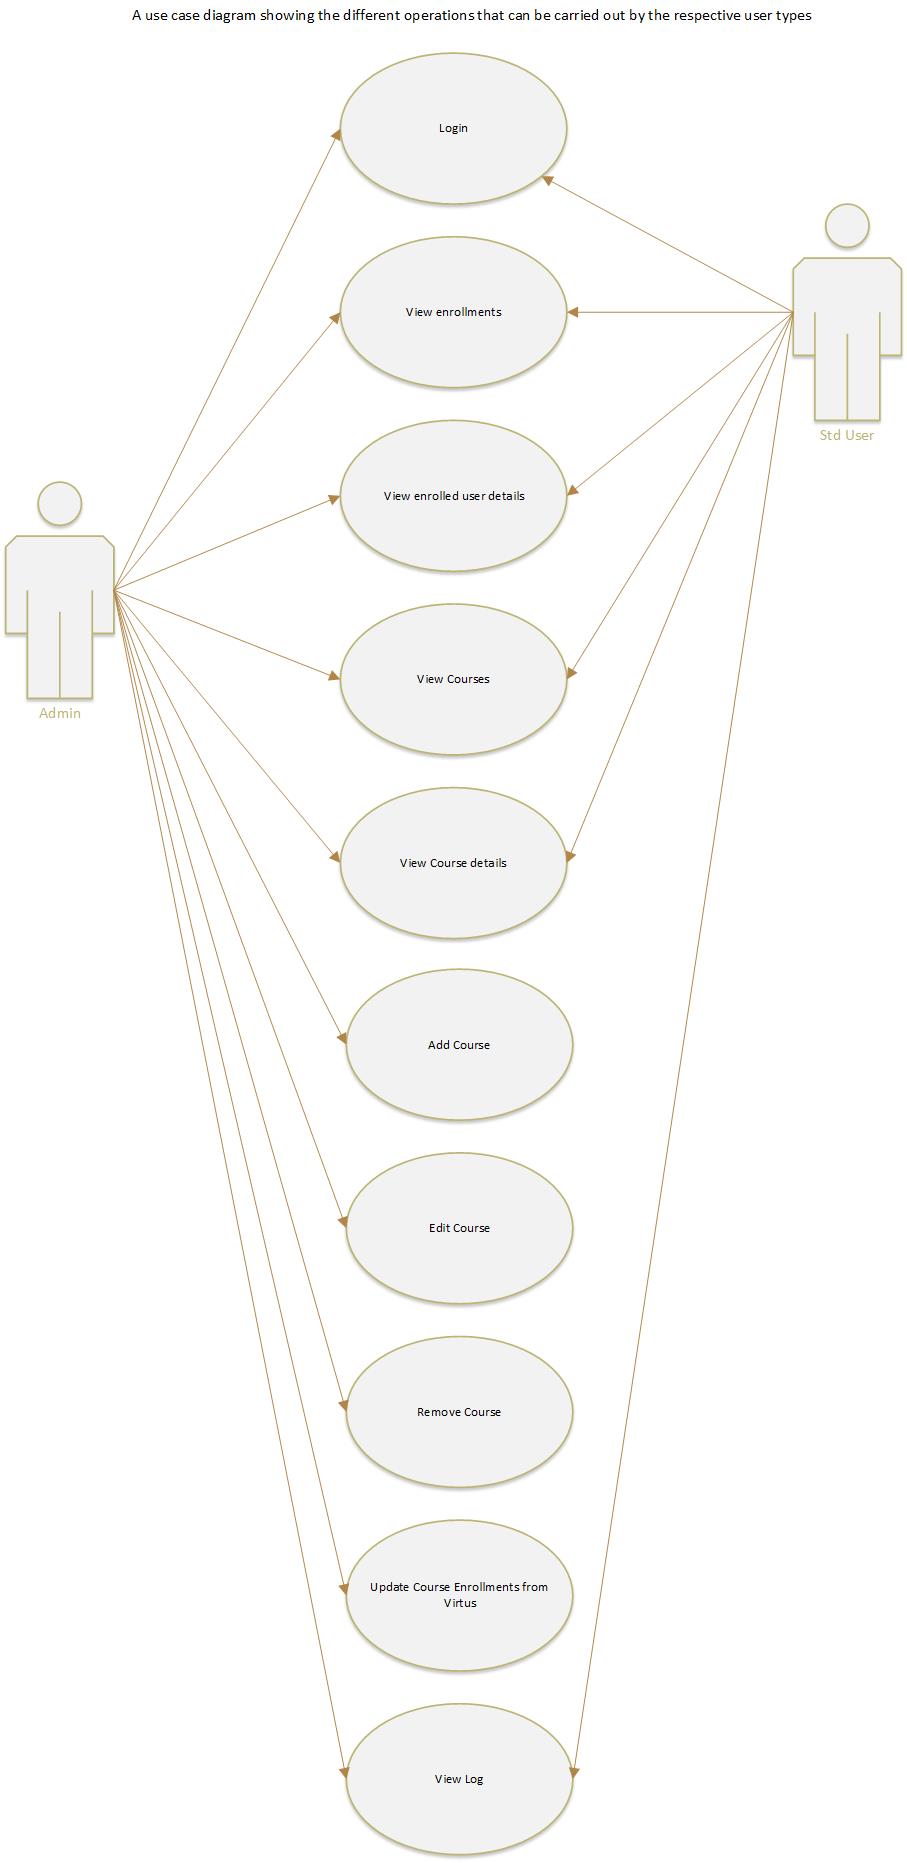 A use case diagram showing the different operations that can be carried out by the respective user types
Login
View enrollments
Std User
View enrolled user details
View Courses
Admin
View Course details
Add Course
Edit Course
Remove Course
Update Course Enrollments from
Virtus
View Log